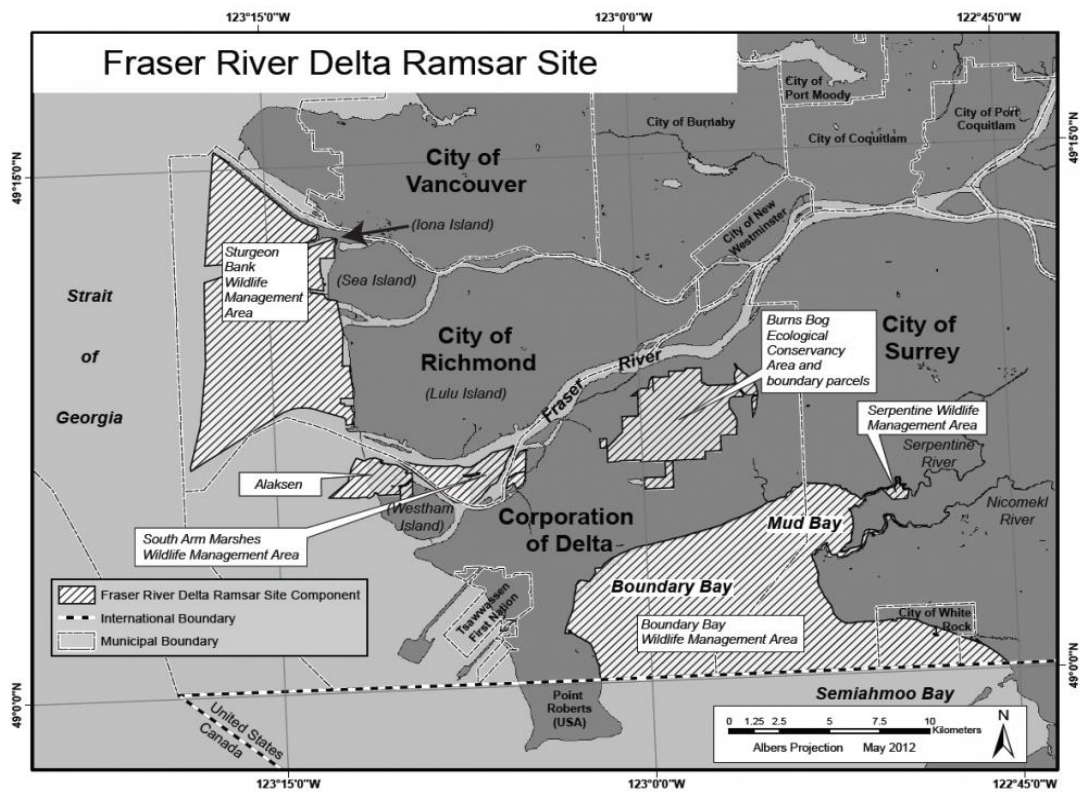 123°15'0"W
123°0'0"W
122°45'0"W
Fraser River Delta Ramsar Site
City of
Port Moody
City of Burnaby
City of Coquitlam
City of Port
Coquitlam
49°15'0"N
49°15'0"N
City of
Vancouver
City of New
Westminster
(Iona Island)
Sturgeon
Bank
Wildlife
Management
Area
(Sea Island)
Strait
of
Georgia
City of
Richmond
(Lulu Island)
Fraser River
Burns Bog
Ecological
Conservancy
Area and
boundary parcels
City of
Surrey
Serpentine Wildlife
Management Area
Serpentine
River
Nicomekl
River
Alaksen
(Westham
Island)
South Arm Marshes
Wildlife Management Area
Corporation
of Delta
Mud Bay
Boundary Bay
Boundary Bay
Wildlife Management Area
City of White
Rock
Fraser River Delta Ramsar Site Component
International Boundary
Municipal Boundary
Tsawwassen
First Nation
49°0'0"N
49°0'0"N
Point
Roberts
(USA)
Semiahmoo Bay
United States
Canada
0 1.25 2.5 5 7.5 10
Kilometers
N
Albers Projection May 2012
123°15'0"W
123°0'0"W
122°45'0"W